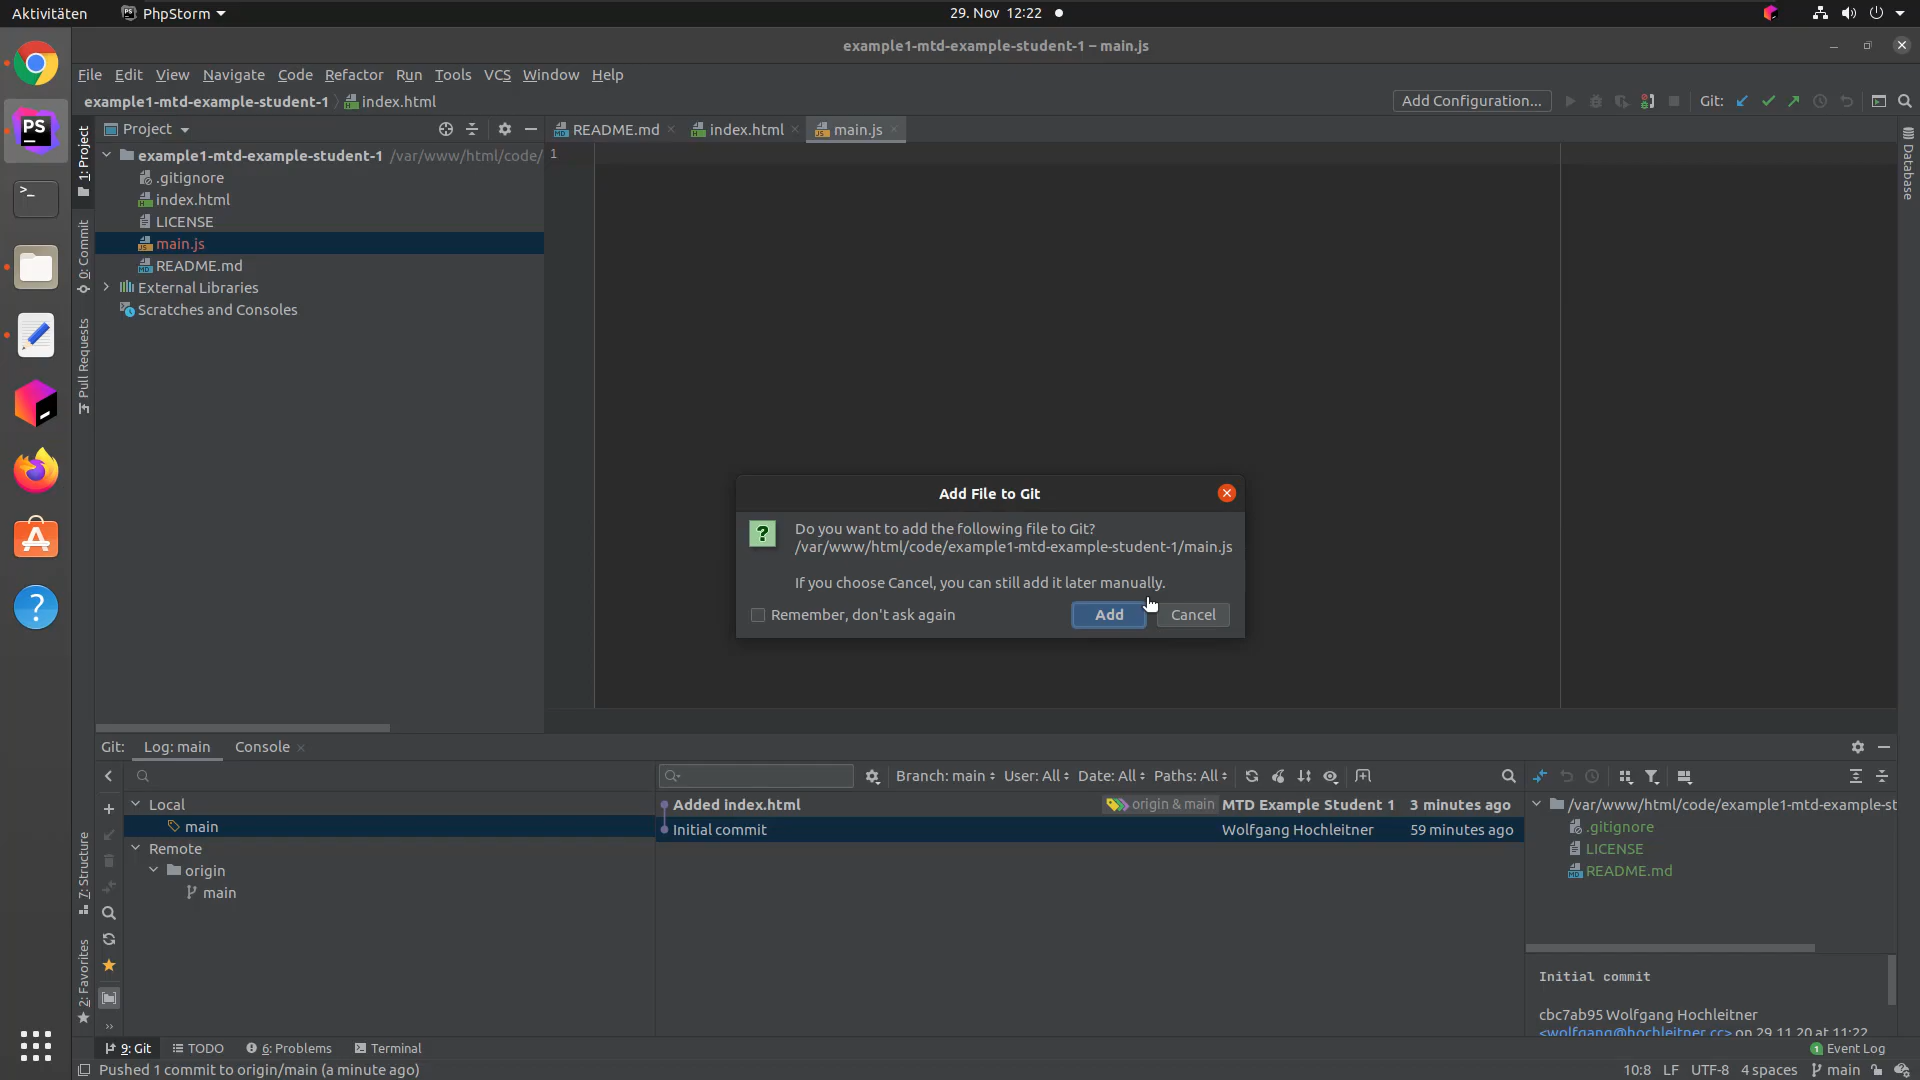 Aktivitäten
PhpStorm
29. Nov 12:22
example1-mtd-example-student-1 – main.js
File Edit View Navigate Code Refactor Run Tools VCS Window Help
example1-mtd-example-student-1
index.html
Add Configuration...
Git:
1: Project
0: Commit
Pull Requests
7: Structure
2: Favorites
Project
example1-mtd-example-student-1 /var/www/html/code/
.gitignore
index.html
LICENSE
main.js
README.md
External Libraries
Scratches and Consoles
README.md
index.html
main.js
1
Database
Add File to Git
Do you want to add the following file to Git?
/var/www/html/code/example1-mtd-example-student-1/main.js
If you choose Cancel, you can still add it later manually.
Remember, don't ask again
Add
Cancel
Git:
Log: main
Console
Local
main
Remote
origin
main
Branch: main
User: All
Date: All
Paths: All
Added index.html origin & main MTD Example Student 1 3 minutes ago
Initial commit Wolfgang Hochleitner 59 minutes ago
/var/www/html/code/example1-mtd-example-st
.gitignore
LICENSE
README.md
Initial commit
cbc7ab95 Wolfgang Hochleitner
<wolfgang@hochleitner.cc> on 29.11.20 at 11:22
9: Git
TODO
6: Problems
Terminal
1 Event Log
Pushed 1 commit to origin/main (a minute ago)
10:8 LF UTF-8 4 spaces main